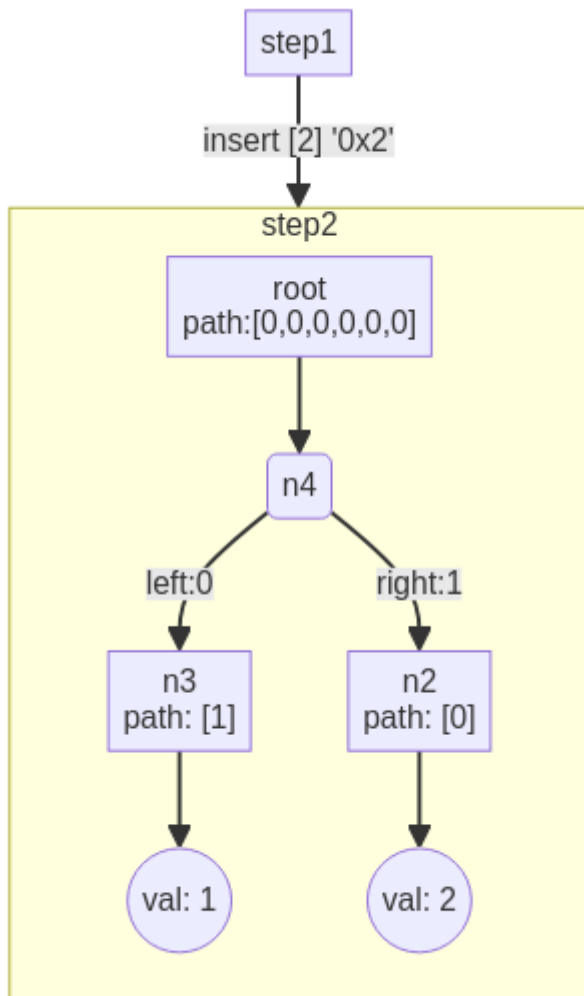 step1
insert [2] '0x2'
step2
root
path:[0,0,0,0,0,0]
n4
left:0
right:1
n3
path: [1]
n2
path: [0]
val: 1
val: 2